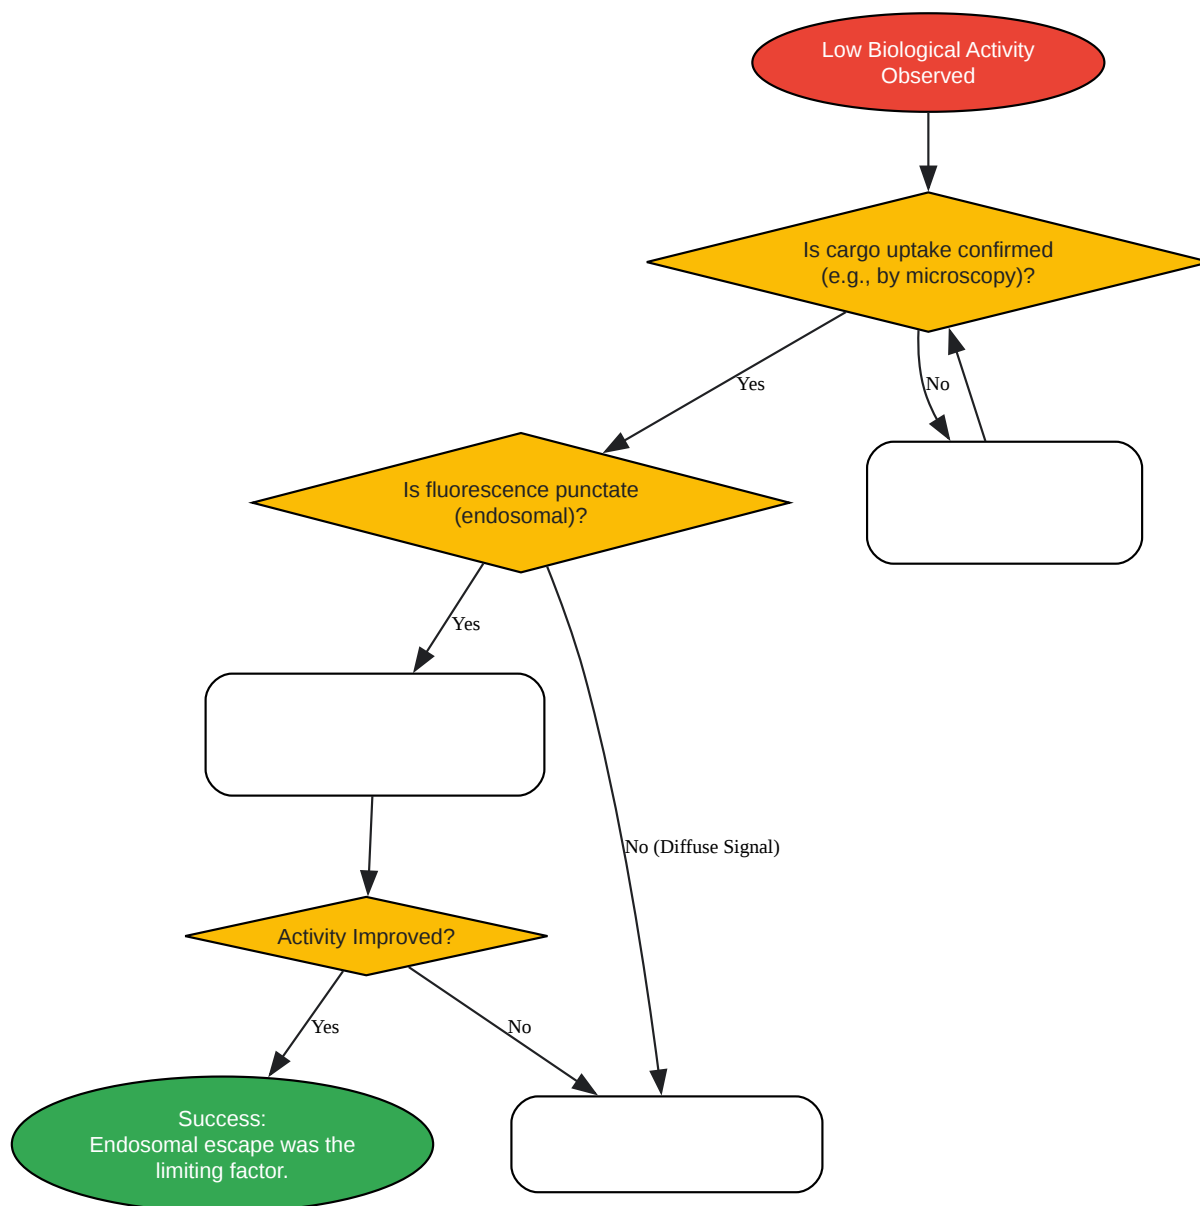 Low Biological Activity
Observed
Is cargo uptake confirmed
(e.g., by microscopy)?
Yes
No
Is fluorescence punctate
(endosomal)?
Yes
No (Diffuse Signal)
Activity Improved?
Yes
No
Success:
Endosomal escape was the
limiting factor.